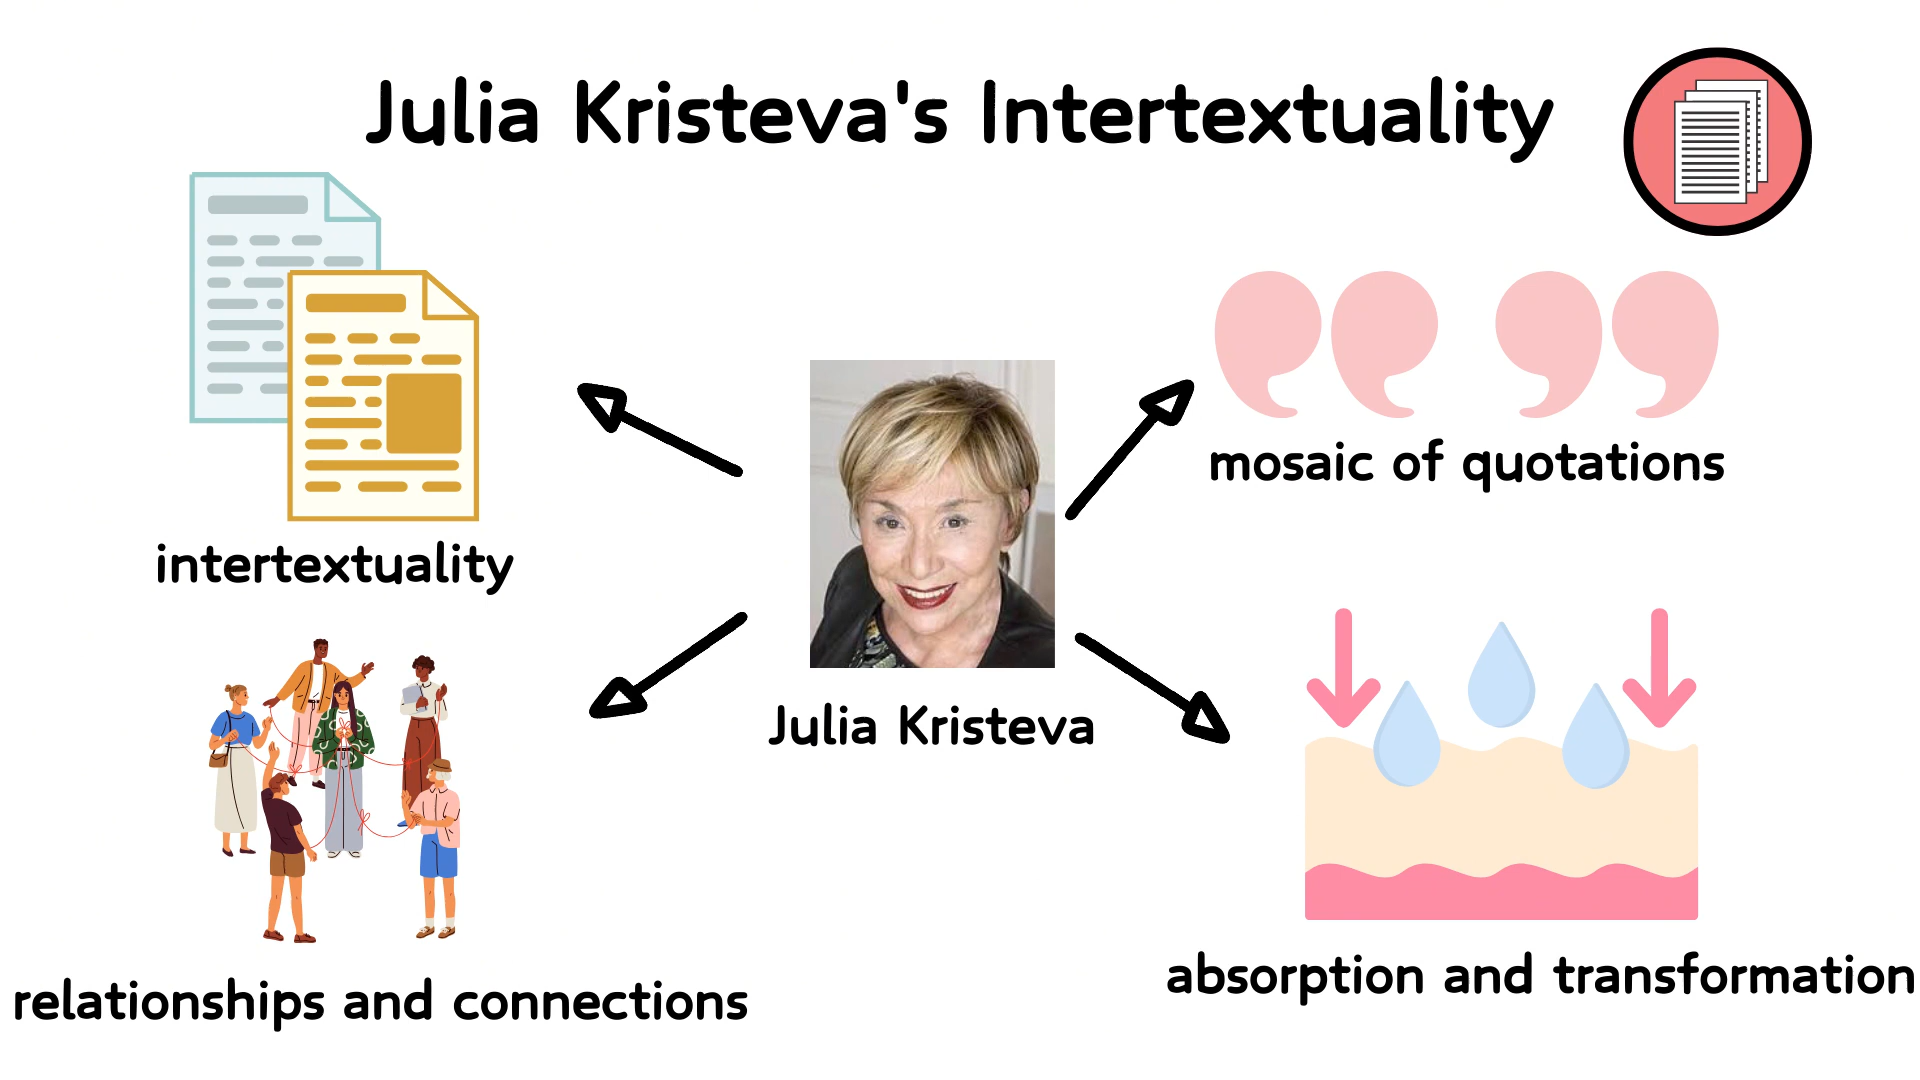 Julia Kristeva's Intertextuality
intertextuality
mosaic of quotations
Julia Kristeva
relationships and connections
absorption and transformation